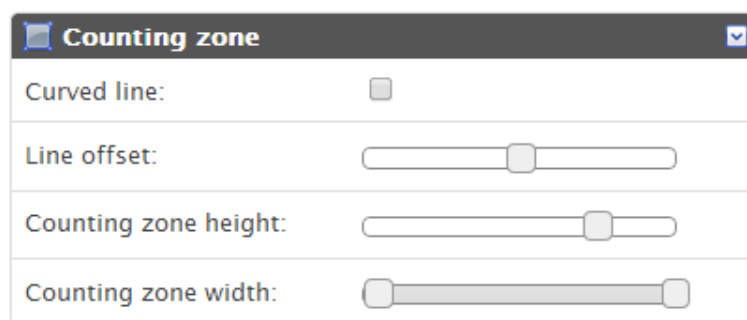 Counting zone
Curved line:
Line offset:
Counting zone height:
Counting zone width: